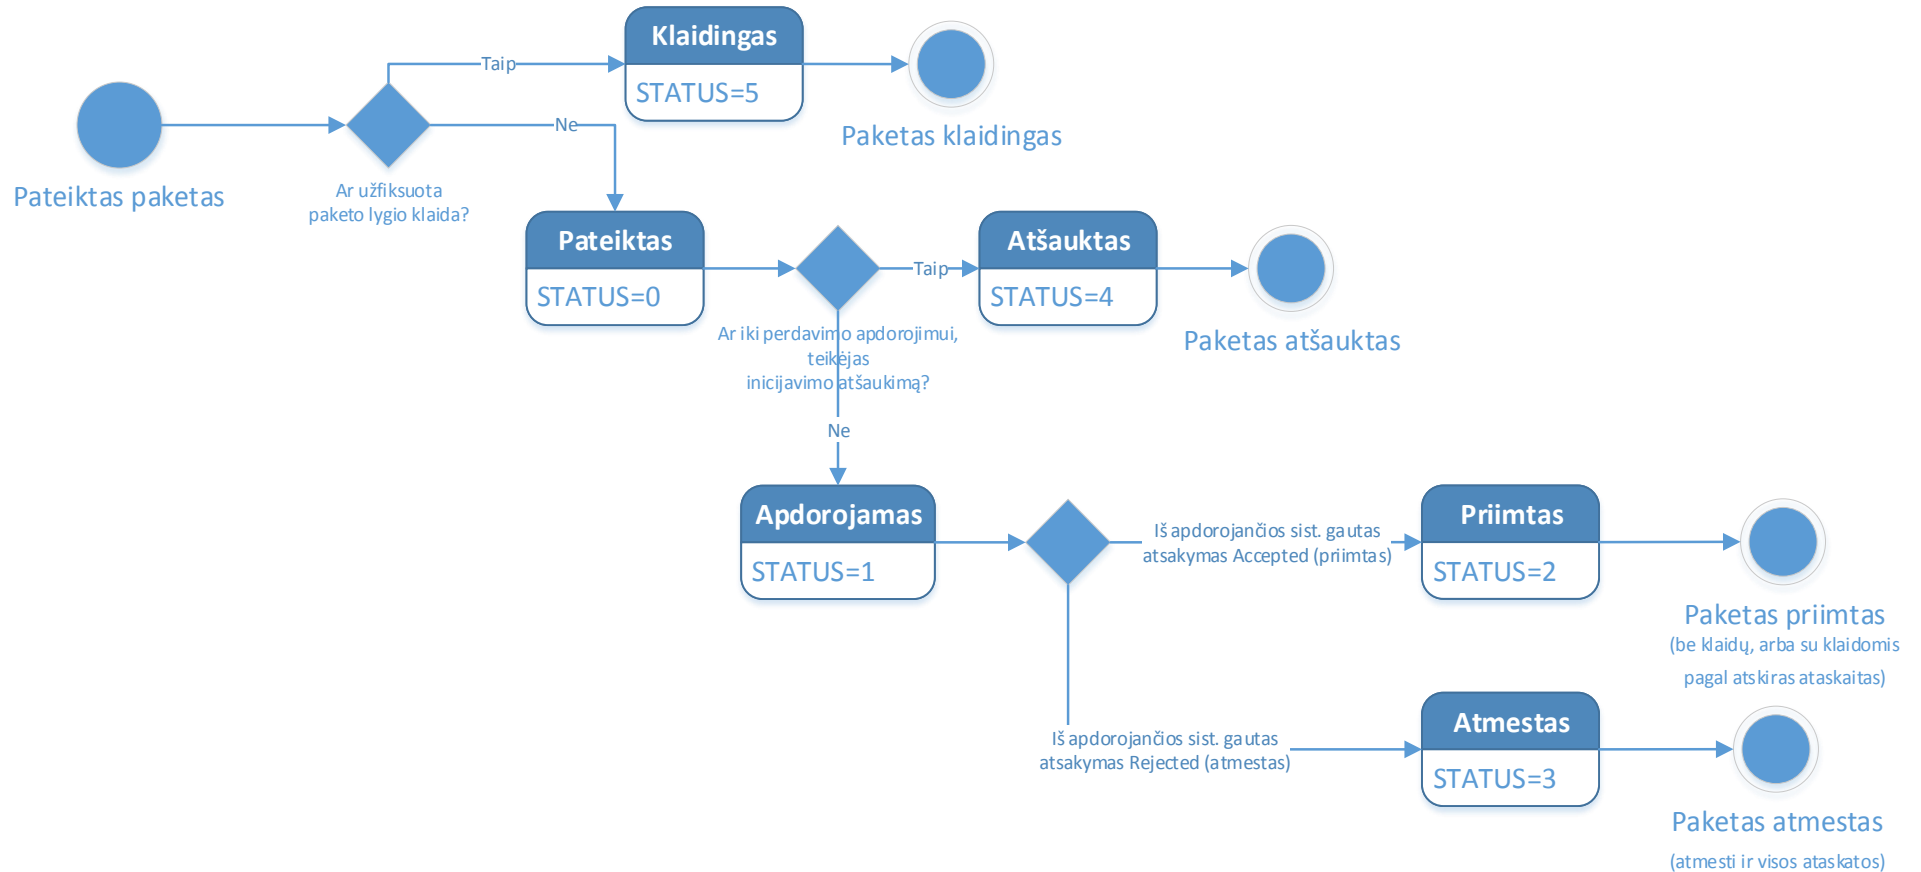 Klaidingas
STATUS=5
Taip
Paketas klaidingas
Pateiktas paketas
Ne
Ar užfiksuota
paketo lygio klaida?
Pateiktas
STATUS=0
Ar iki perdavimo apdorojimui,
teikėjas
inicijavimo atšaukimą?
Taip
Atšauktas
STATUS=4
Paketas atšauktas
Ne
Apdorojamas
STATUS=1
Iš apdorojančios sist. gautas
atsakymas Accepted (priimtas)
Priimtas
STATUS=2
Paketas priimtas
(be klaidų, arba su klaidomis
pagal atskiras ataskaitas)
Iš apdorojančios sist. gautas
atsakymas Rejected (atmestas)
Atmestas
STATUS=3
Paketas atmestas
(atmesti ir visos ataskatos)